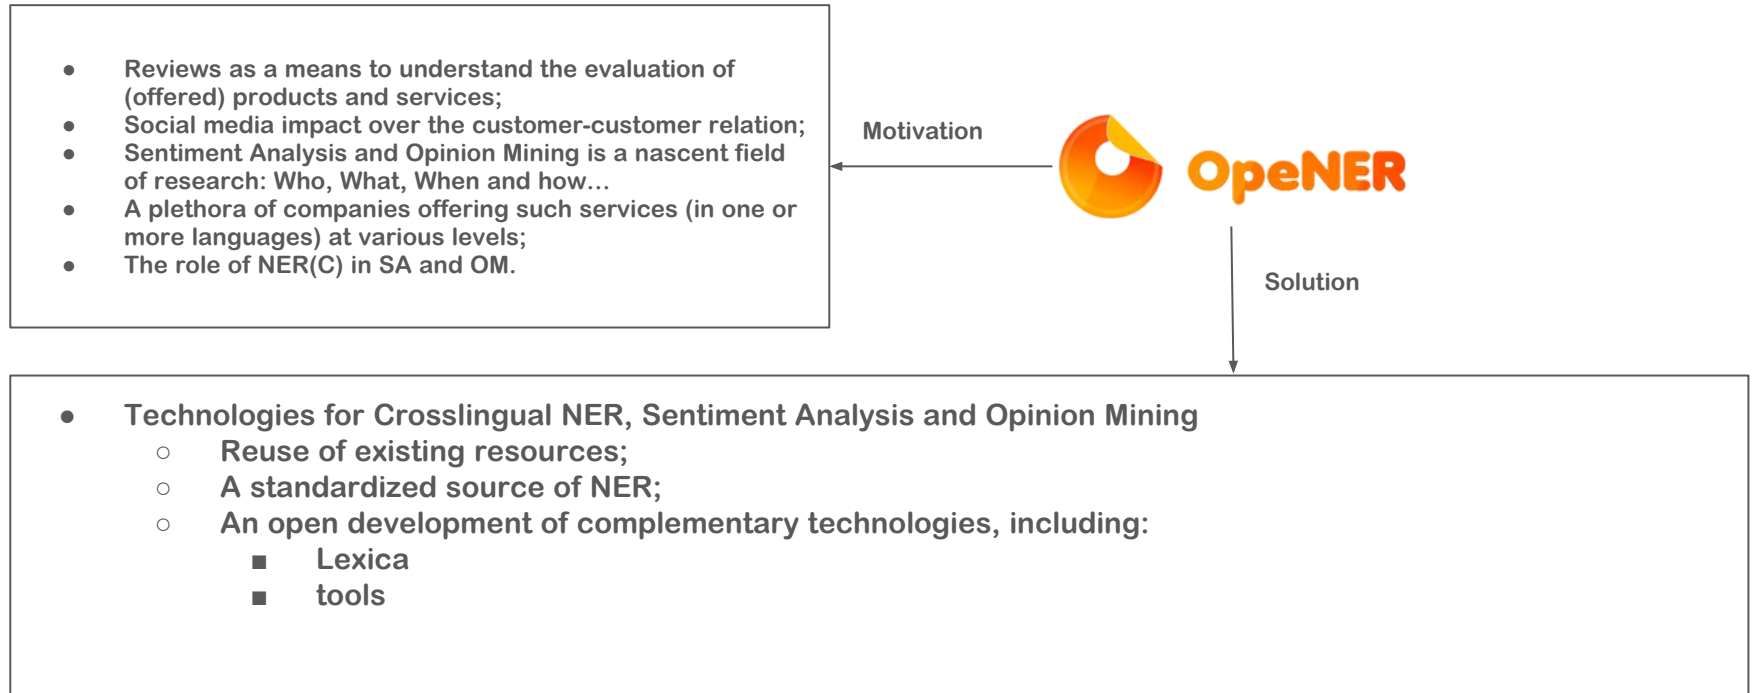 ● Reviews as a means to understand the evaluation of
(offered) products and services;
● Social media impact over the customer-customer relation;
● Sentiment Analysis and Opinion Mining is a nascent field
of research: Who, What, When and how…
● A plethora of companies offering such services (in one or
more languages) at various levels;
● The role of NER(C) in SA and OM.
Motivation
OpeNER
Solution
● Technologies for Crosslingual NER, Sentiment Analysis and Opinion Mining
○ Reuse of existing resources;
○ A standardized source of NER;
○ An open development of complementary technologies, including:
■ Lexica
■ tools